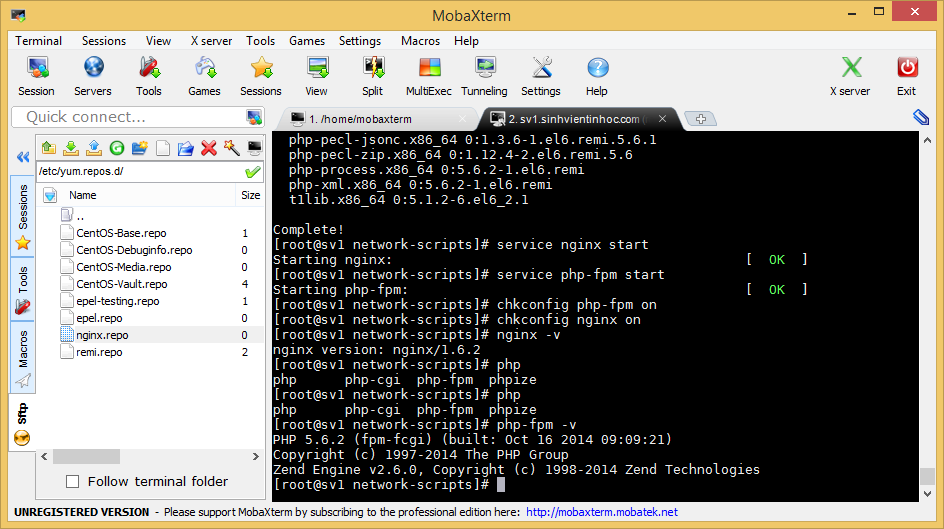 MobaXterm
Terminal Sessions View X server Tools Games Settings Macros Help
Session Servers Tools Games Sessions View Split MultiExec Tunneling Settings Help X server Exit
Quick connect...
1. /home/mobaxterm
2. sv1.sinhvientinhoc.com (
/etc/yum.repos.d/
Name Size
..
CentOS-Base.repo 1
CentOS-Debuginfo.repo 0
CentOS-Media.repo 0
CentOS-Vault.repo 4
epel-testing.repo 1
epel.repo 0
nginx.repo 0
remi.repo 2
Sessions
Tools
Macros
Sftp
Follow terminal folder
php-pecl-jsonc.x86_64 0:1.3.6-1.el6.remi.5.6.1
php-pecl-zip.x86_64 0:1.12.4-2.el6.remi.5.6
php-process.x86_64 0:5.6.2-1.el6.remi
php-xml.x86_64 0:5.6.2-1.el6.remi
t1lib.x86_64 0:5.1.2-6.el6_2.1
Complete!
[root@sv1 network-scripts]# service nginx start
Starting nginx: [ OK ]
[root@sv1 network-scripts]# service php-fpm start
Starting php-fpm: [ OK ]
[root@sv1 network-scripts]# chkconfig php-fpm on
[root@sv1 network-scripts]# chkconfig nginx on
[root@sv1 network-scripts]# nginx -v
nginx version: nginx/1.6.2
[root@sv1 network-scripts]# php
php php-cgi php-fpm phpize
[root@sv1 network-scripts]# php
php php-cgi php-fpm phpize
[root@sv1 network-scripts]# php-fpm -v
PHP 5.6.2 (fpm-fcgi) (built: Oct 16 2014 09:09:21)
Copyright (c) 1997-2014 The PHP Group
Zend Engine v2.6.0, Copyright (c) 1998-2014 Zend Technologies
[root@sv1 network-scripts]#
UNREGISTERED VERSION - Please support MobaXterm by subscribing to the professional edition here: http://mobaxterm.mobatek.net